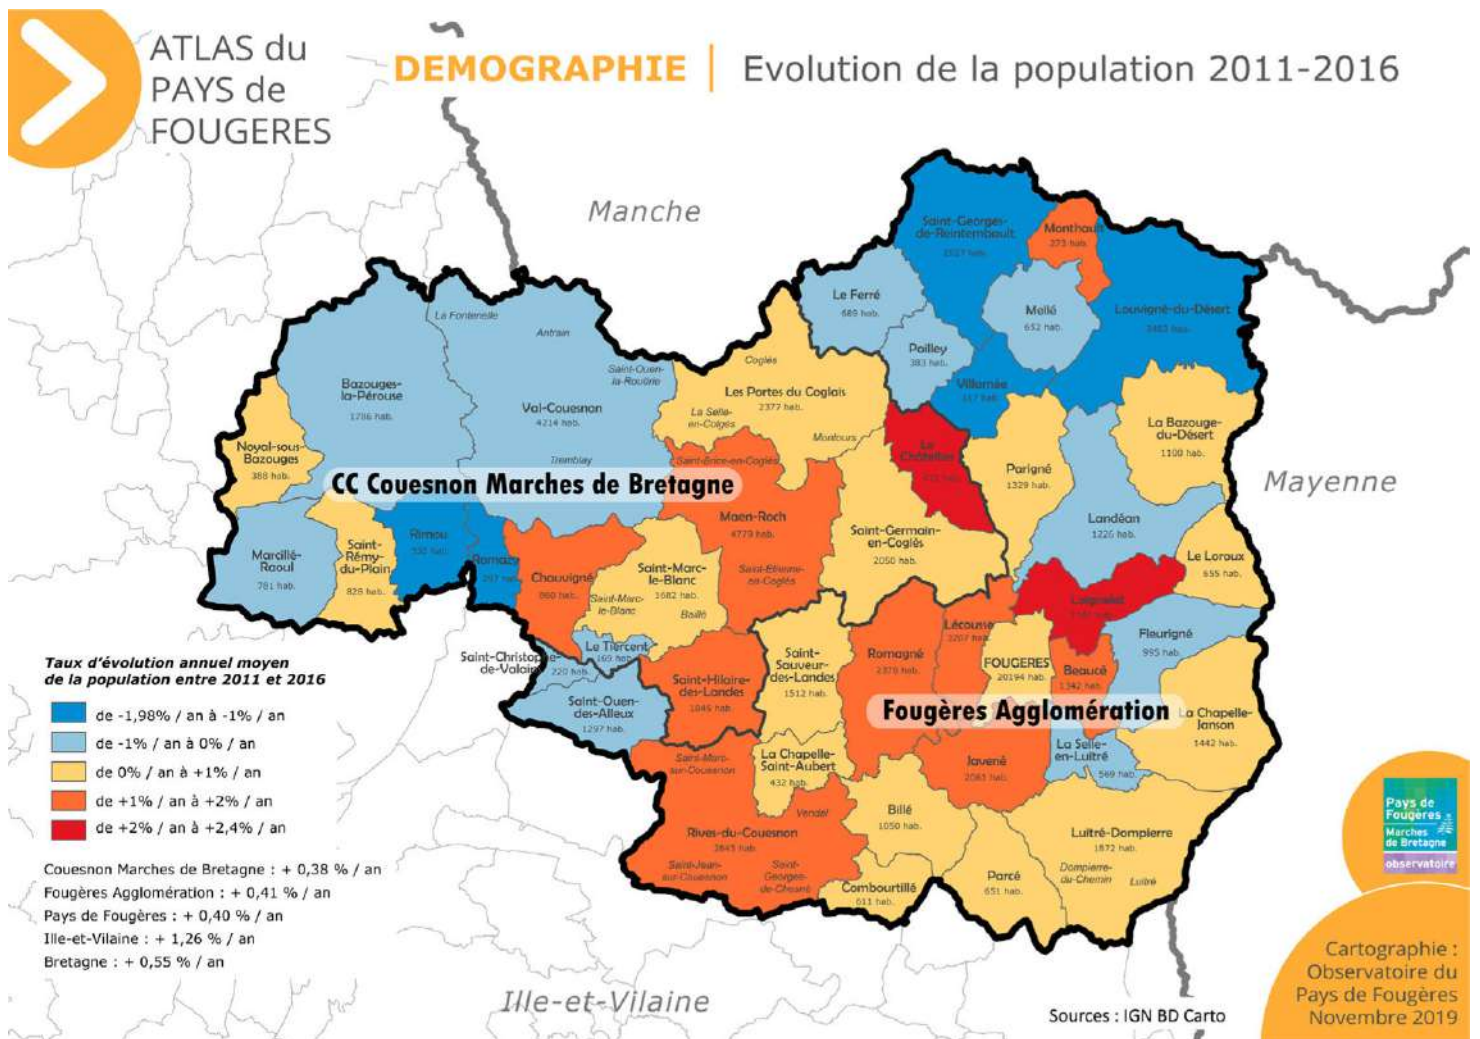 ATLAS du
PAYS de
FOUGERES
DEMOGRAPHIE | Evolution de la population 2011-2016
Manche
Mayenne
Ille-et-Vilaine
Saint-Georges-
de-Reintembault
Monthault
273 hab.
Le Ferré
689 hab.
Mellé
652 hab.
Louvigné-du-Désert
Poilley
383 hab.
Villamée
La Fontenelle
Antrain
Saint-Ouen-
la-Rouërie
Bazouges-
la-Pérouse
1786 hab.
Val-Couesnon
4214 hab.
Tremblay
Coglès
Les Portes du Coglais
2377 hab.
La Selle-
en-Colgès
Montours
Le
Châtellier
Parigné
1329 hab.
La Bazouge-
du-Désert
1100 hab.
Noyal-sous-
Bazouges
388 hab.
CC Couesnon Marches de Bretagne
Saint-Brice-en-Coglès
Maen-Roch
4779 hab.
Saint-Etienne-
en-Coglès
Saint-Germain-
en-Coglès
2050 hab.
Landéan
1226 hab.
Le Loroux
655 hab.
Marcillé-
Raoul
781 hab.
Saint-
Rémy-
du-Plain
828 hab.
Rimou
Romazy
Chauvigné
860 hab.
Saint-Marc-
le-Blanc
1682 hab.
Saint-Marc-
le-Blanc
Baillé
Laignelet
Fleurigné
995 hab.
Le Tiercent
169 hab.
Saint-Christophe-
de-Valains
220 hab.
Saint-Ouen-
des-Alleux
1297 hab.
Saint-Hilaire-
des-Landes
Saint-
Sauveur-
des-Landes
1512 hab.
Romagné
Lécousse
3207 hab.
FOUGERES
20194 hab.
Beaucé
1342 hab.
Fougères Agglomération
La Chapelle-
Janson
1442 hab.
La Selle-
en-Luitré
569 hab.
Javené
Saint-Marc-
sur-Couesnon
La Chapelle-
Saint-Aubert
432 hab.
Vendel
Rives-du-Couesnon
Saint-Jean-
sur-Couesnon
Saint-
Georges-
de-Chesné
Billé
1050 hab.
Combourtillé
611 hab.
Parcé
651 hab.
Luitré-Dompierre
1872 hab.
Dompierre-
du-Chemin
Luitré
Taux d'évolution annuel moyen
de la population entre 2011 et 2016
de -1,98% / an à -1% / an
de -1% / an à 0% / an
de 0% / an à +1% / an
de +1% / an à +2% / an
de +2% / an à +2,4% / an
Couesnon Marches de Bretagne : + 0,38 % / an
Fougères Agglomération : + 0,41 % / an
Pays de Fougères : + 0,40 % / an
Ille-et-Vilaine : + 1,26 % / an
Bretagne : + 0,55 % / an
Pays de
Fougères
Marches
de Bretagne
observatoire
Cartographie :
Observatoire du
Pays de Fougères
Novembre 2019
Sources : IGN BD Carto